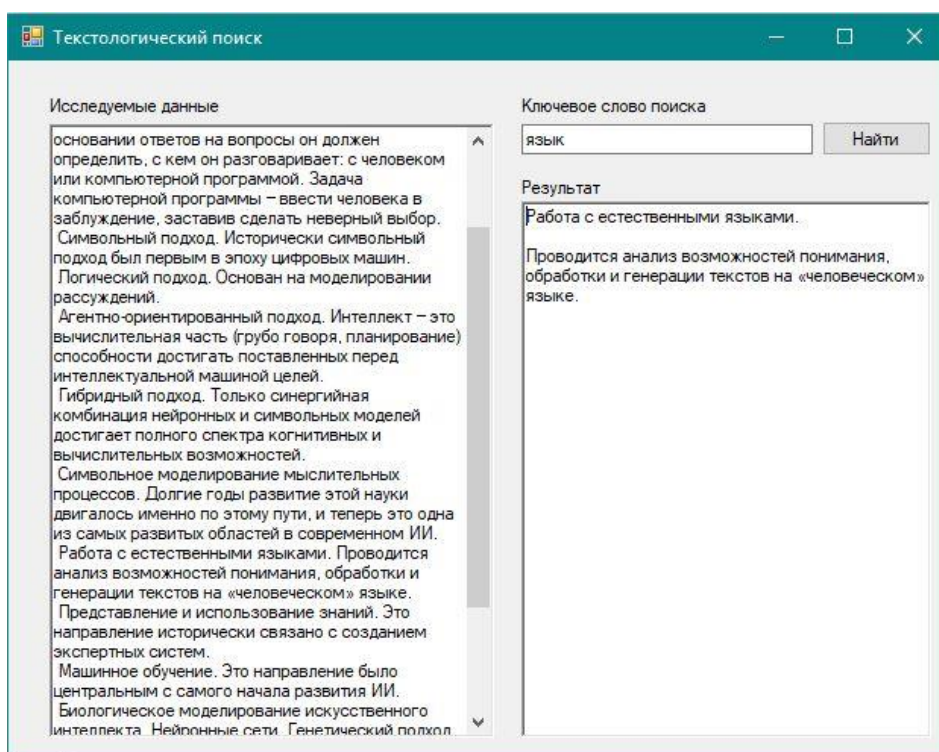 Текстологический поиск
Исследуемые данные
основании ответов на вопросы он должен
определить, с кем он разговаривает: с человеком
или компьютерной программой. Задача
компьютерной программы – ввести человека в
заблуждение, заставив сделать неверный выбор.
Символьный подход. Исторически символьный
подход был первым в эпоху цифровых машин.
Логический подход. Основан на моделировании
рассуждений.
Агентно-ориентированный подход. Интеллект – это
вычислительная часть (грубо говоря, планирование)
способности достигать поставленных перед
интеллектуальной машиной целей.
Гибридный подход. Только синергийная
комбинация нейронных и символьных моделей
достигает полного спектра когнитивных и
вычислительных возможностей.
Символьное моделирование мыслительных
процессов. Долгие годы развитие этой науки
двигалось именно по этому пути, и теперь это одна
из самых развитых областей в современном ИИ.
Работа с естественными языками. Проводится
анализ возможностей понимания, обработки и
генерации текстов на «человеческом» языке.
Представление и использование знаний. Это
направление исторически связано с созданием
экспертных систем.
Машинное обучение. Это направление было
центральным с самого начала развития ИИ.
Биологическое моделирование искусственного
интеллекта. Нейронные сети. Генетический подход
Ключевое слово поиска
язык
Найти
Результат
Работа с естественными языками.
Проводится анализ возможностей понимания,
обработки и генерации текстов на «человеческом»
языке.